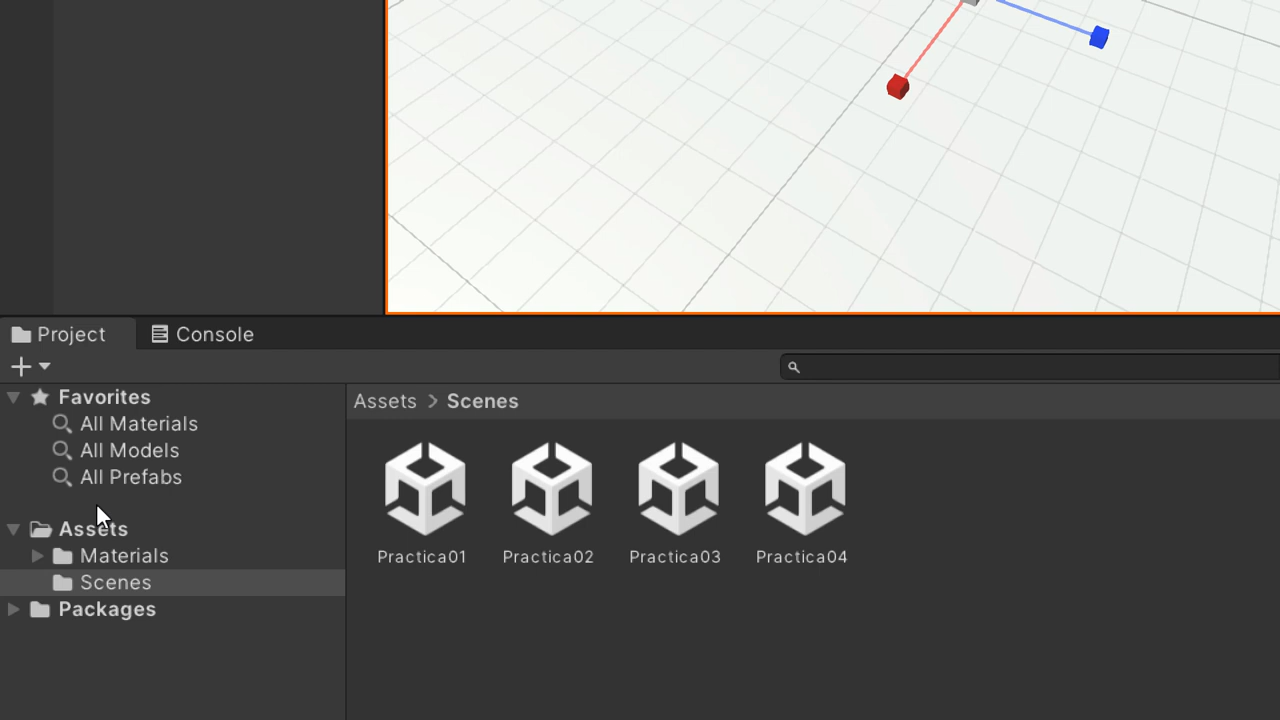 Project Console
Favorites
All Materials
All Models
All Prefabs
Assets
Materials
Scenes
Packages
Assets > Scenes
Practica01 Practica02 Practica03 Practica04